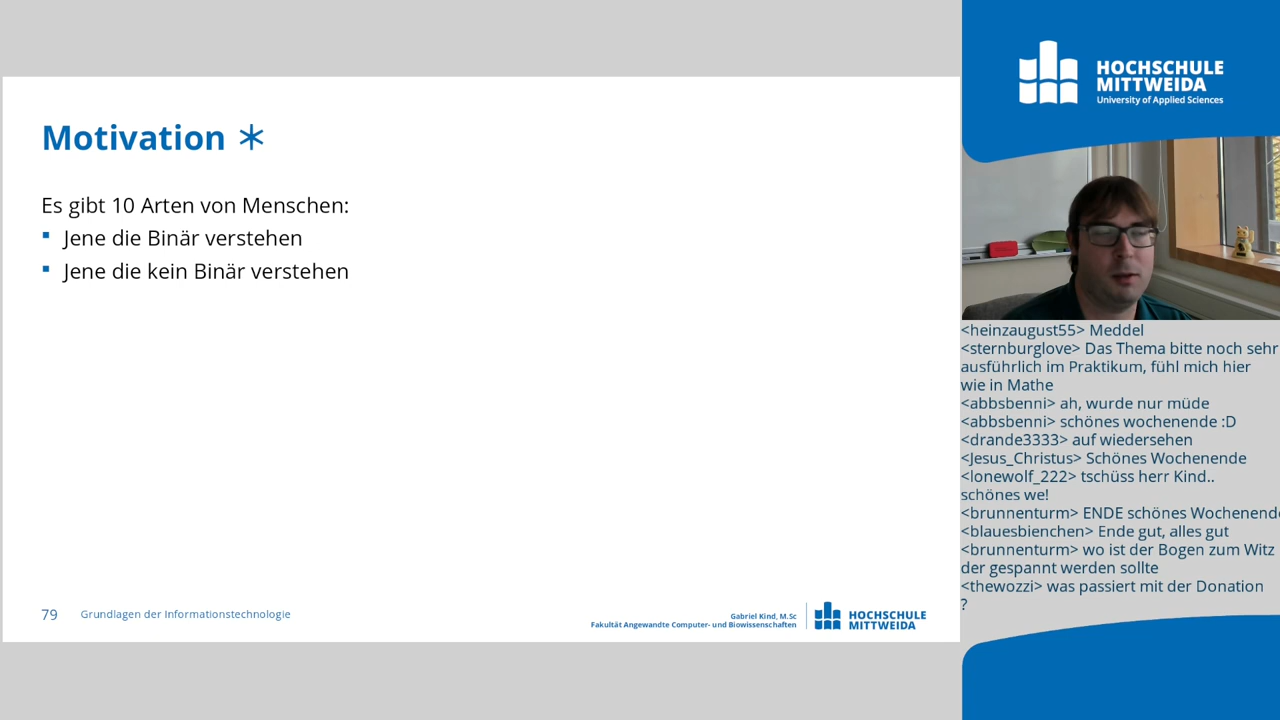 Motivation ∗
Es gibt 10 Arten von Menschen:
Jene die Binär verstehen
Jene die kein Binär verstehen
79 Grundlagen der Informationstechnologie
Gabriel Kind, M.Sc
Fakultät Angewandte Computer- und Biowissenschaften
HOCHSCHULE
MITTWEIDA
HOCHSCHULE
MITTWEIDA
University of Applied Sciences
<heinzaugust55> Meddel
<sternburglove> Das Thema bitte noch sehr
ausführlich im Praktikum, fühl mich hier
wie in Mathe
<abbsbenni> ah, wurde nur müde
<abbsbenni> schönes wochenende :D
<drande3333> auf wiedersehen
<Jesus_Christus> Schönes Wochenende
<lonewolf_222> tschüss herr Kind..
schönes we!
<brunnenturm> ENDE schönes Wochenende
<blauesbienchen> Ende gut, alles gut
<brunnenturm> wo ist der Bogen zum Witz
der gespannt werden sollte
<thewozzi> was passiert mit der Donation
?